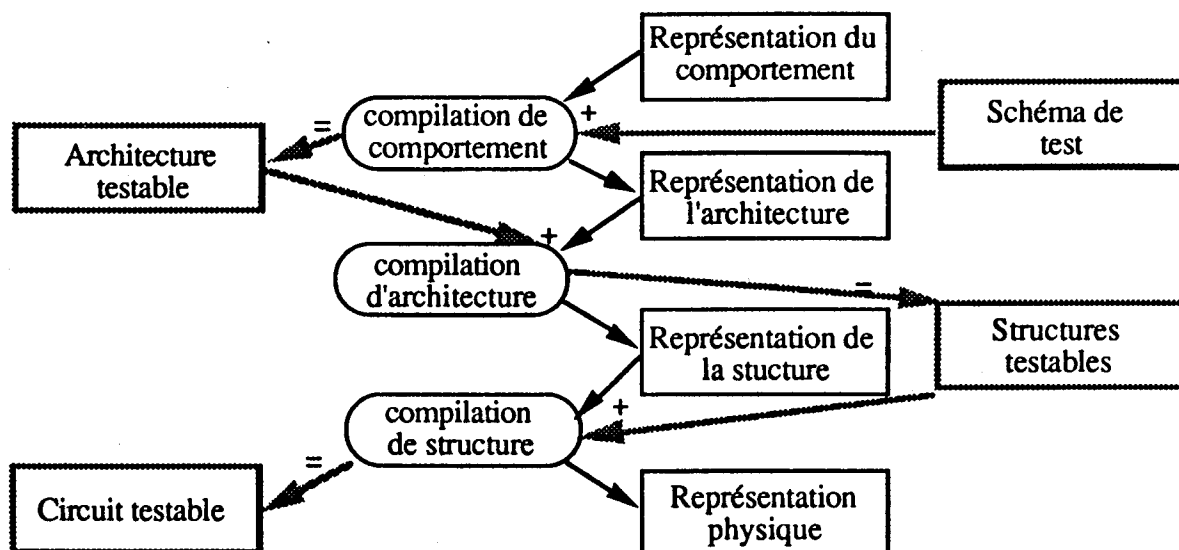 Représentation du
comportement
+
compilation de
comportement
=
Schéma de
test
Architecture
testable
Représentation de
l'architecture
+
compilation
d'architecture
=
Structures
testables
Représentation de
la stucture
+
compilation
de structure
=
Circuit testable
Représentation
physique